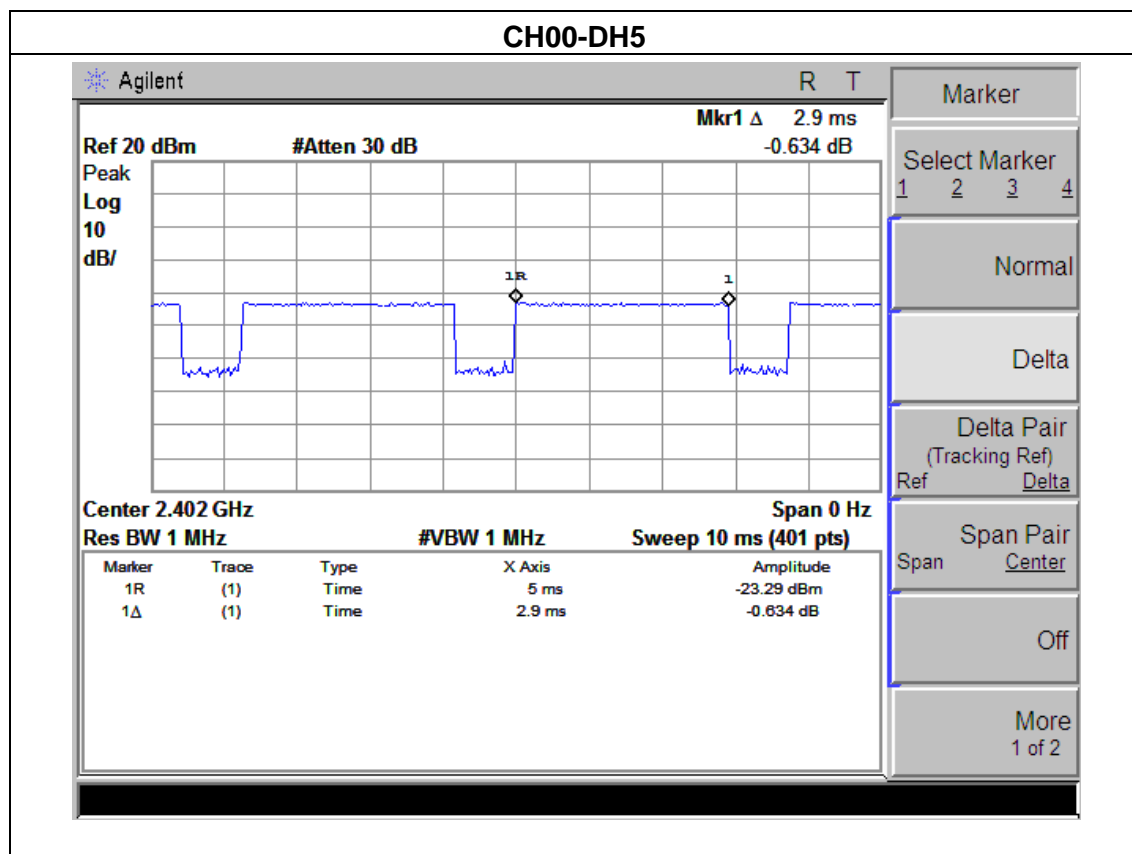 CH00-DH5
Agilent R T
Mkr1 Δ 2.9 ms
Ref 20 dBm #Atten 30 dB -0.634 dB
Peak
Log
10
dB/
1R 1
Center 2.402 GHz Span 0 Hz
Res BW 1 MHz #VBW 1 MHz Sweep 10 ms (401 pts)
Marker Trace Type X Axis Amplitude
1R (1) Time 5 ms -23.29 dBm
1Δ (1) Time 2.9 ms -0.634 dB
Marker
Select Marker
1 2 3 4
Normal
Delta
Delta Pair
(Tracking Ref)
Ref Delta
Span Pair
Span Center
Off
More
1 of 2